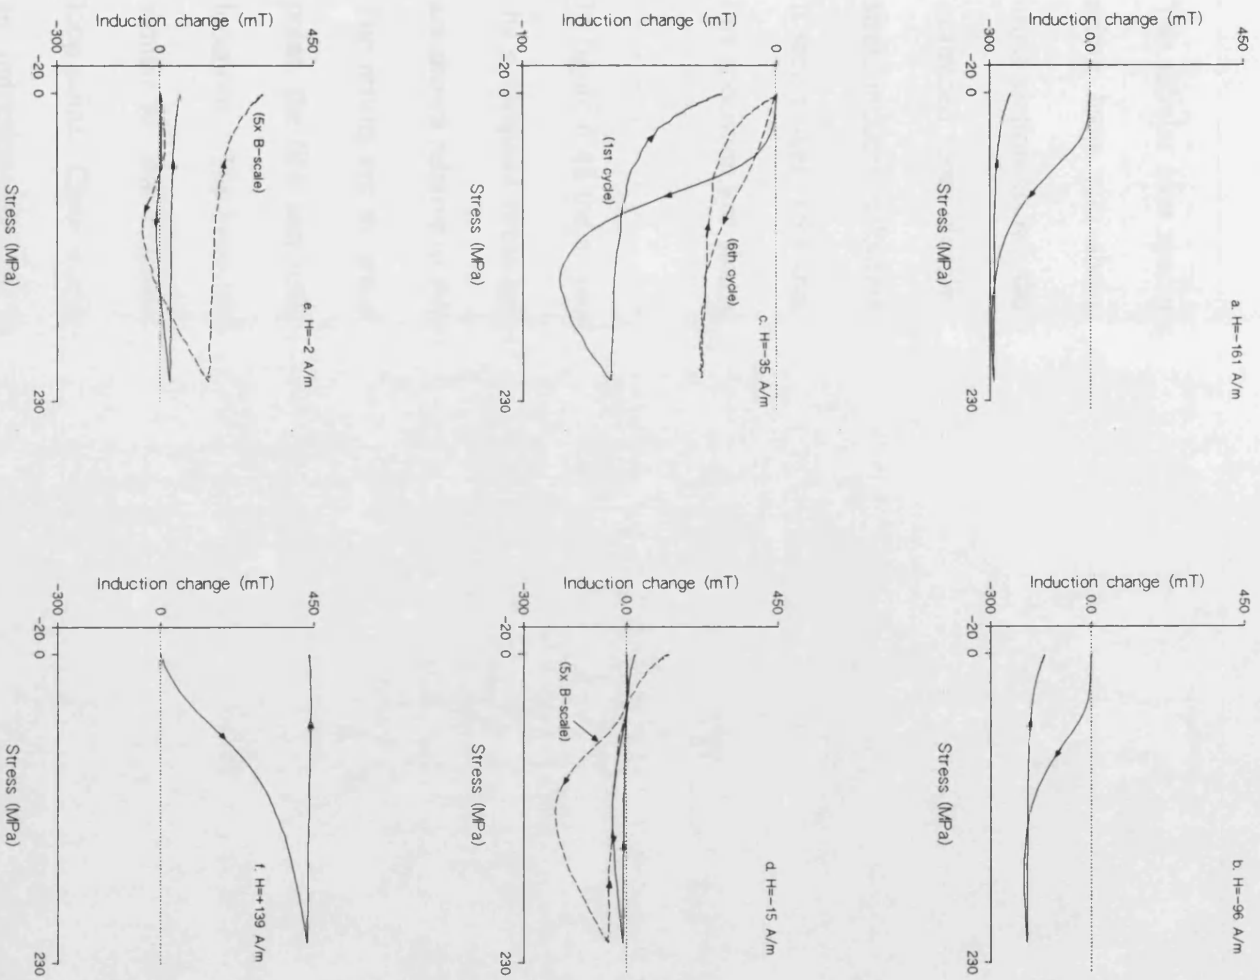 a. H=-161 A/m
450
0.0
-300
Induction change (mT)
-20 0
230
Stress (MPa)
b. H=-96 A/m
450
0.0
-300
Induction change (mT)
-20 0
230
Stress (MPa)
c. H=-35 A/m
0
-100
Induction change (mT)
(6th cycle)
(1st cycle)
-20 0
230
Stress (MPa)
d. H=-15 A/m
450
0.0
-300
Induction change (mT)
(5x B-scale)
-20 0
230
Stress (MPa)
e. H=-2 A/m
450
0
-300
Induction change (mT)
(5x B-scale)
-20 0
230
Stress (MPa)
f. H=+139 A/m
450
0
-300
Induction change (mT)
-20 0
230
Stress (MPa)